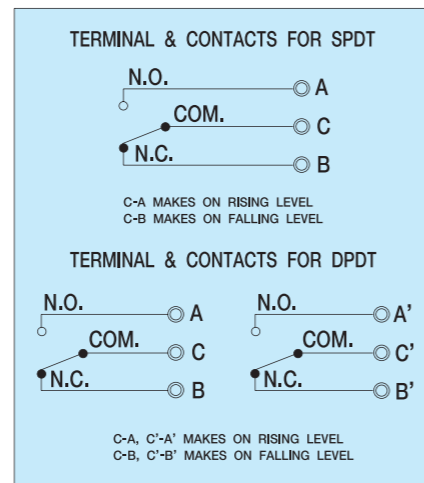 TERMINAL & CONTACTS FOR SPDT
N.O.
A
COM.
C
N.C.
B
C-A MAKES ON RISING LEVEL
C-B MAKES ON FALLING LEVEL
TERMINAL & CONTACTS FOR DPDT
N.O.
A
COM.
C
N.C.
B
N.O.
A'
COM.
C'
N.C.
B'
C-A, C'-A' MAKES ON RISING LEVEL
C-B, C'-B' MAKES ON FALLING LEVEL